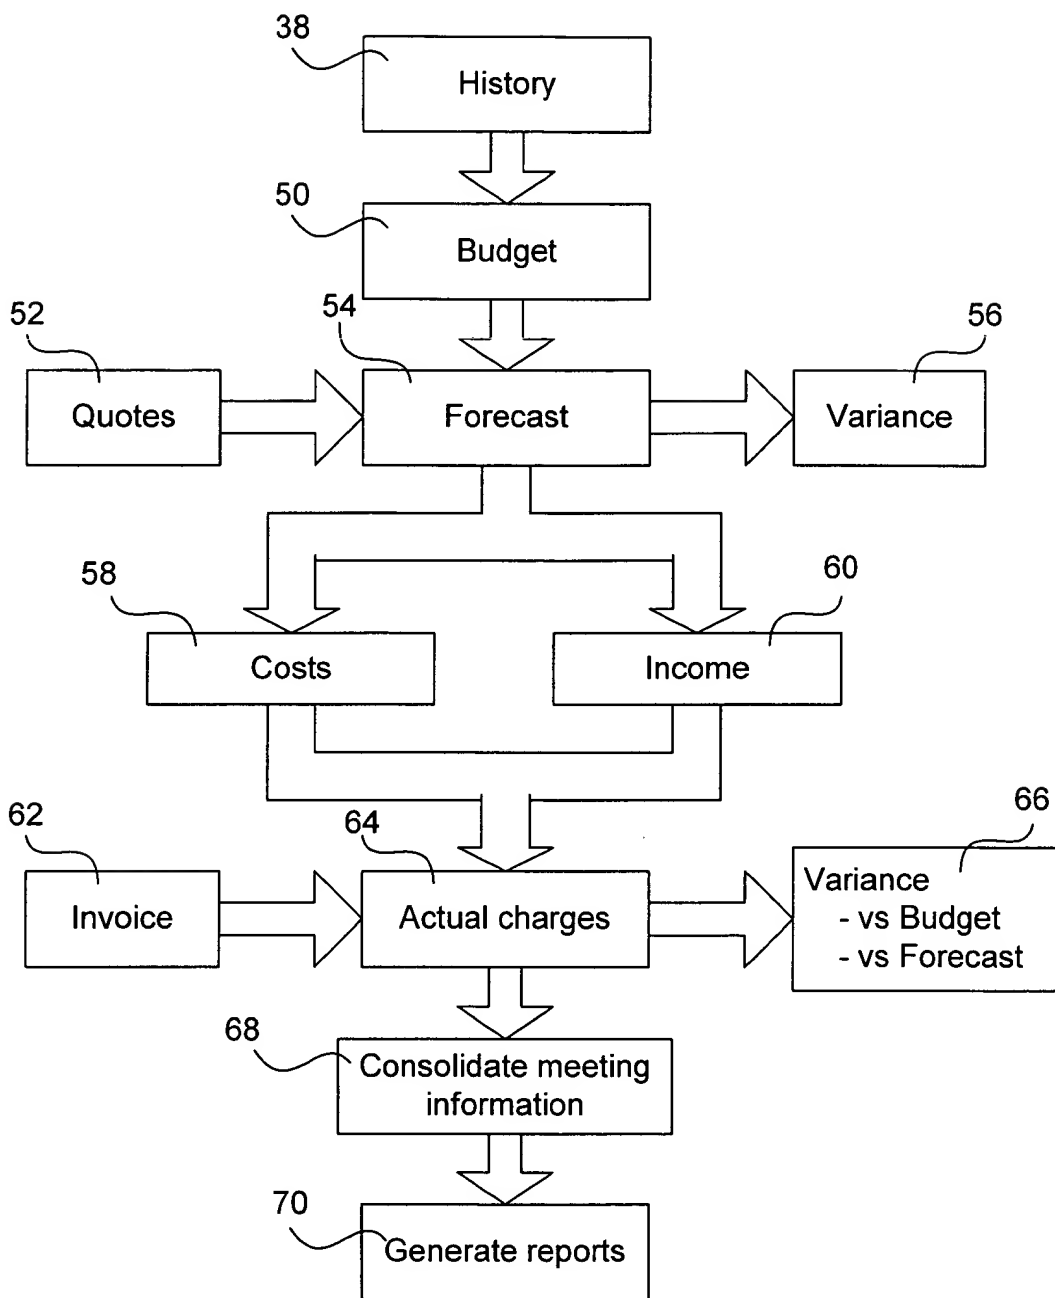 38
History
50
Budget
52
54
56
Quotes
Forecast
Variance
58
60
Costs
Income
62
64
66
Invoice
Actual charges
Variance
- vs Budget
- vs Forecast
68
Consolidate meeting
information
70
Generate reports